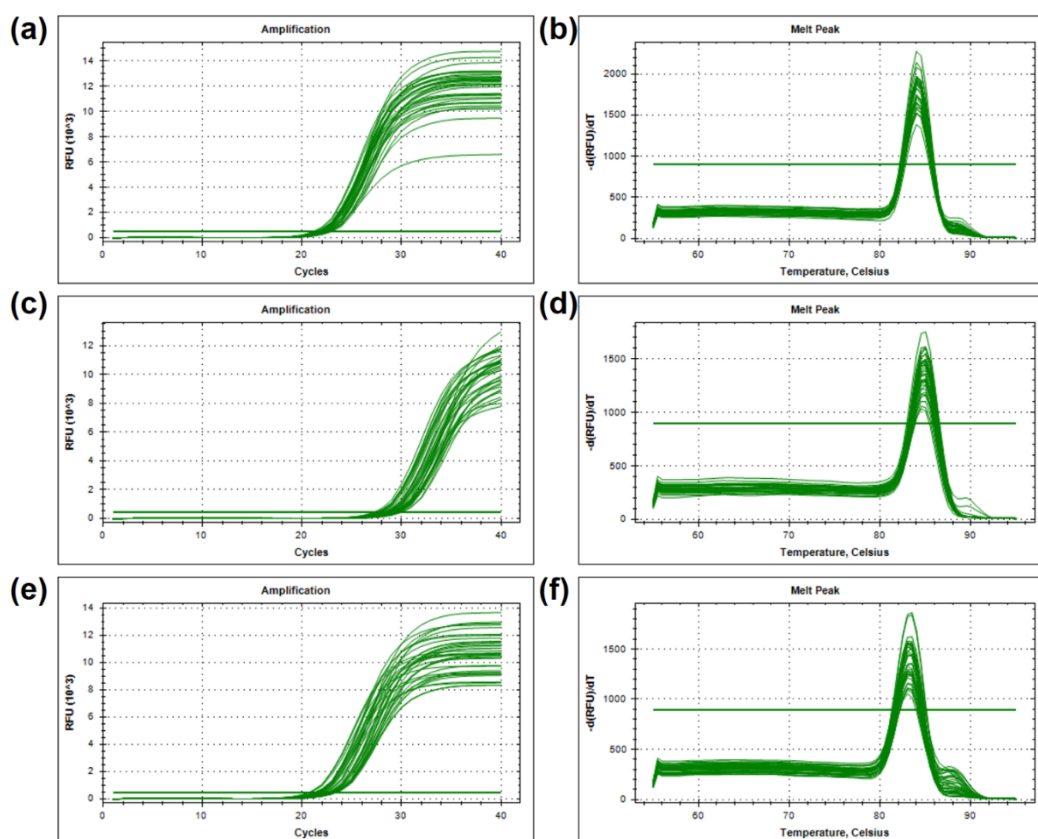 (a)
Amplification
RFU (10^3)
14
12
10
8
6
4
2
0
0 10 20 30 40
Cycles
(b)
Melt Peak
-d(RFU)/dT
2000
1500
1000
500
0
60 70 80 90
Temperature, Celsius
(c)
Amplification
RFU (10^3)
12
10
8
6
4
2
0
0 10 20 30 40
Cycles
(d)
Melt Peak
-d(RFU)/dT
1500
1000
500
0
60 70 80 90
Temperature, Celsius
(e)
Amplification
RFU (10^3)
14
12
10
8
6
4
2
0
0 10 20 30 40
Cycles
(f)
Melt Peak
-d(RFU)/dT
1500
1000
500
0
60 70 80 90
Temperature, Celsius